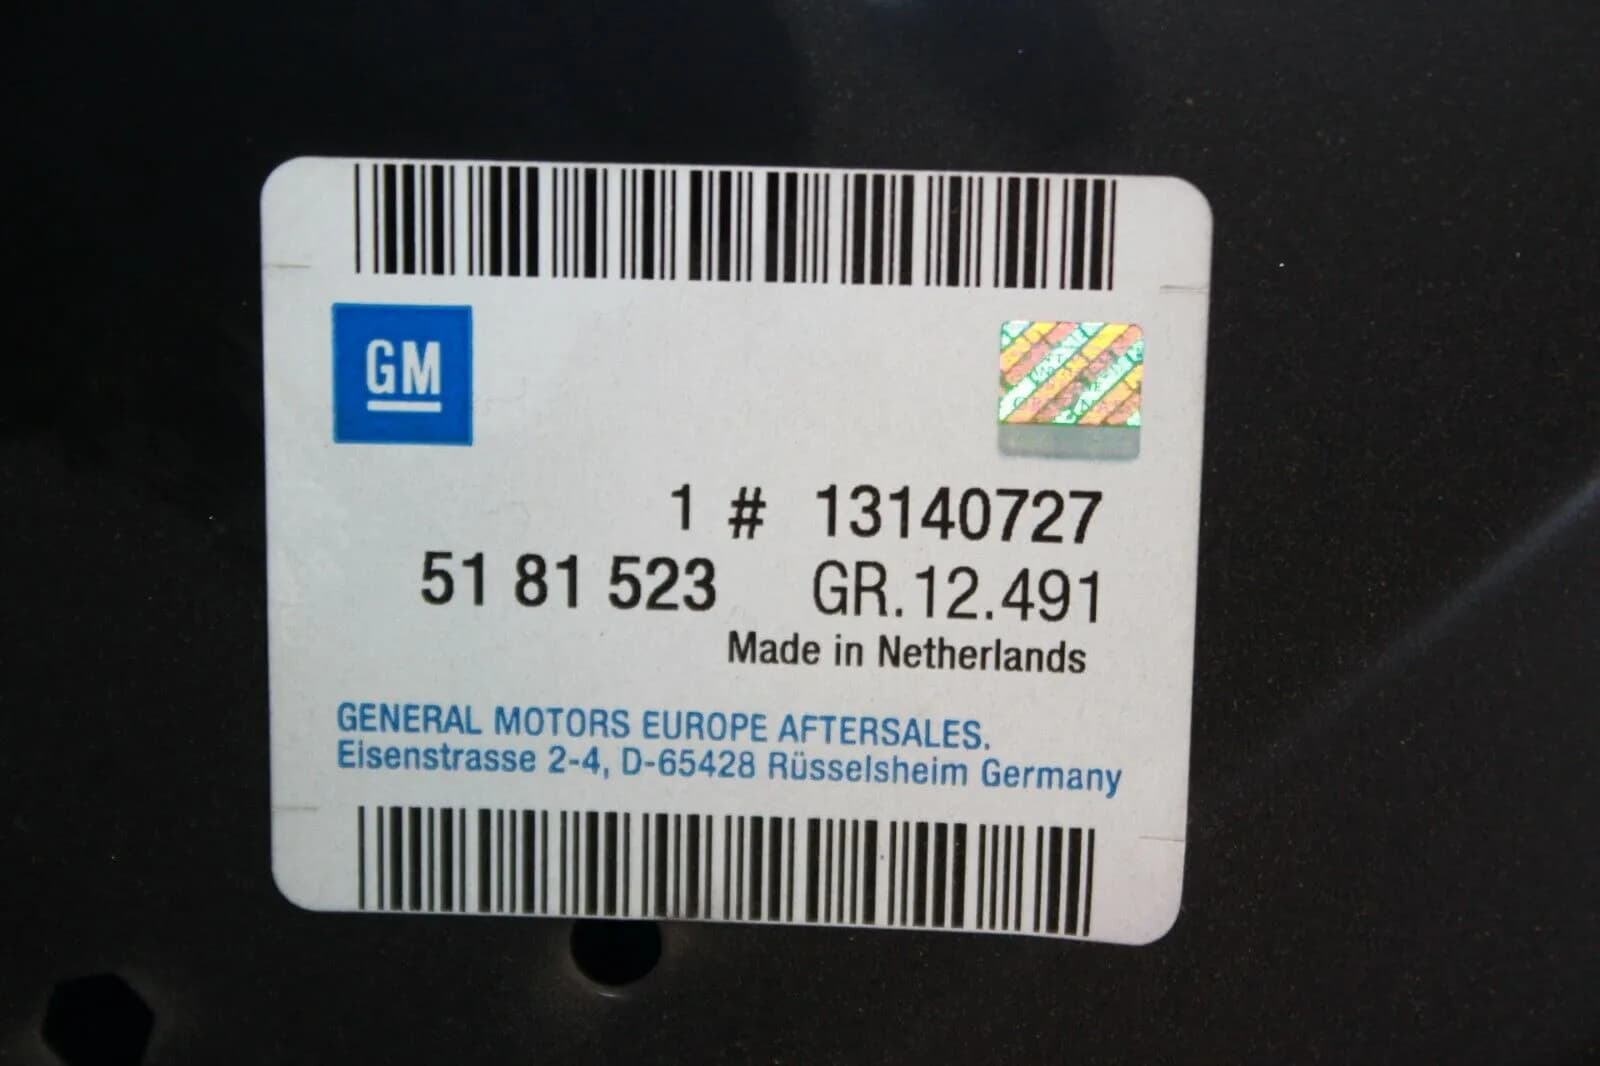 GM
1 # 13140727
51 81 523 GR.12.491
Made in Netherlands
GENERAL MOTORS EUROPE AFTERSALES.
Eisenstrasse 2-4, D-65428 Rüsselsheim Germany